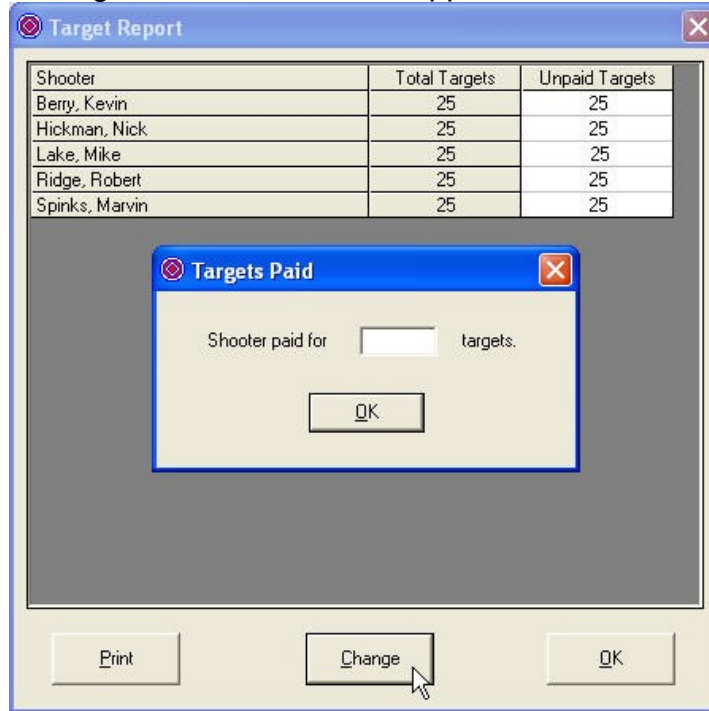 Target Report
Shooter Total Targets Unpaid Targets
Berry, Kevin 25 25
Hickman, Nick 25 25
Lake, Mike 25 25
Ridge, Robert 25 25
Spinks, Marvin 25 25
Targets Paid
Shooter paid for targets.
OK
Print Change OK